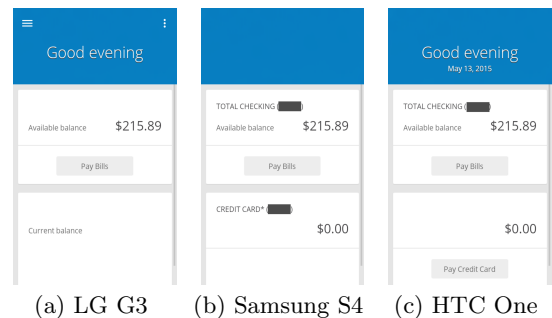 Good evening
Available balance $215.89
Pay Bills
Current balance
(a) LG G3
TOTAL CHECKING ( )
Available balance $215.89
Pay Bills
CREDIT CARD* ( )
$0.00
(b) Samsung S4
Good evening
May 13, 2015
TOTAL CHECKING ( )
Available balance $215.89
Pay Bills
$0.00
Pay Credit Card
(c) HTC One